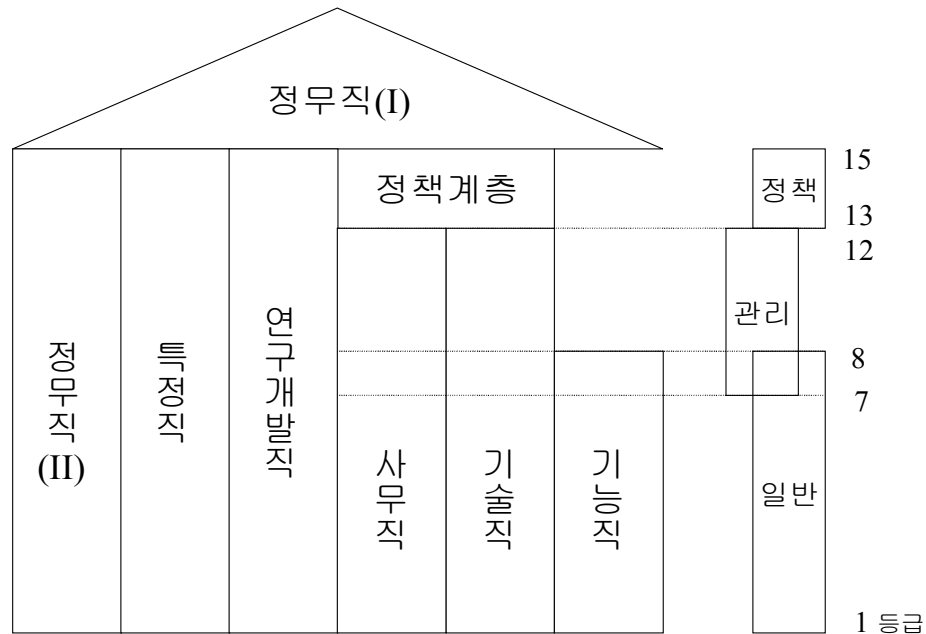 정무직(I)
정책계층
정무직
(II)
특정직
연구개발직
사무직
기술직
기능직
정책
관리
일반
15
13
12
8
7
1 등급